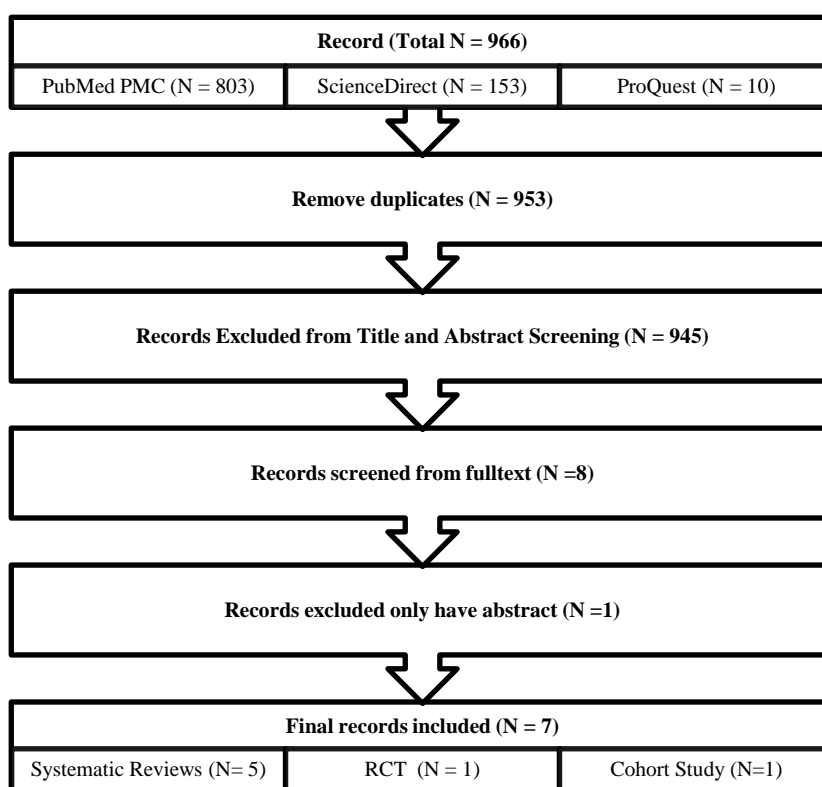 Record (Total N = 966)
PubMed PMC (N = 803) ScienceDirect (N = 153) ProQuest (N = 10)
Remove duplicates (N = 953)
Records Excluded from Title and Abstract Screening (N = 945)
Records screened from fulltext (N =8)
Records excluded only have abstract (N =1)
Final records included (N = 7)
Systematic Reviews (N= 5) RCT (N = 1) Cohort Study (N=1)